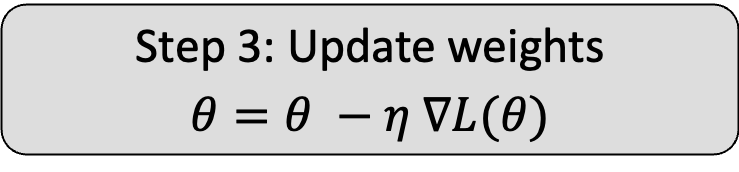 Step 3: Update weights
θ = θ − η ∇L(θ)